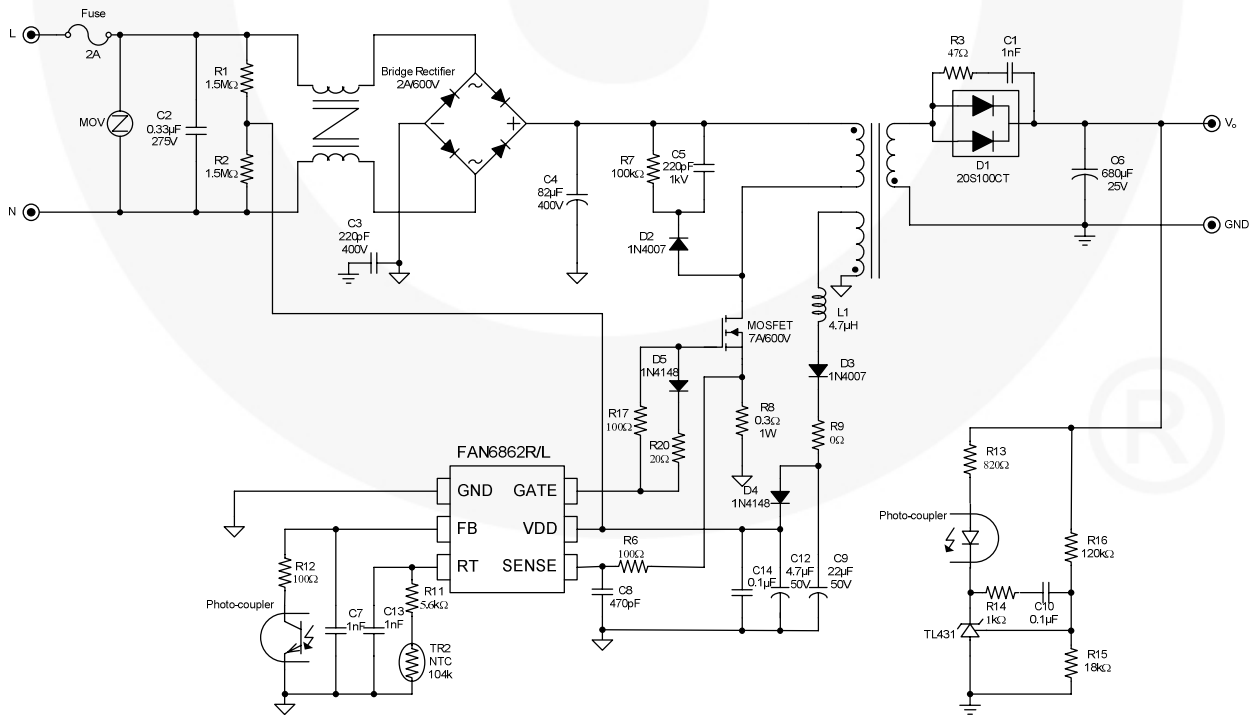 Fuse
L
2A
R1
1.5MΩ
R2
1.5MΩ
MOV
C2
0.33µF
275V
N
Bridge Rectifier
2A/600V
~
~
−
+
C3
220pF
400V
C4
82µF
400V
R7
100kΩ
C5
220pF
1kV
D2
1N4007
R3
47Ω
C1
1nF
D1
20S100CT
Vo
C6
680µF
25V
GND
L1
4.7µH
MOSFET
7A/600V
D3
1N4007
D5
1N4148
R17
100Ω
R20
20Ω
R8
0.3Ω
1W
R9
0Ω
D4
1N4148
FAN6862R/L
GND
GATE
FB
VDD
RT
SENSE
R6
100Ω
C8
470pF
C14
0.1µF
C12
4.7µF
50V
C9
22µF
50V
R12
100Ω
Photo-coupler
C7
1nF
C13
1nF
R11
5.6kΩ
TR2
NTC
104k
R13
820Ω
Photo-coupler
R16
120kΩ
R14
1kΩ
C10
0.1µF
TL431
R15
18kΩ
®